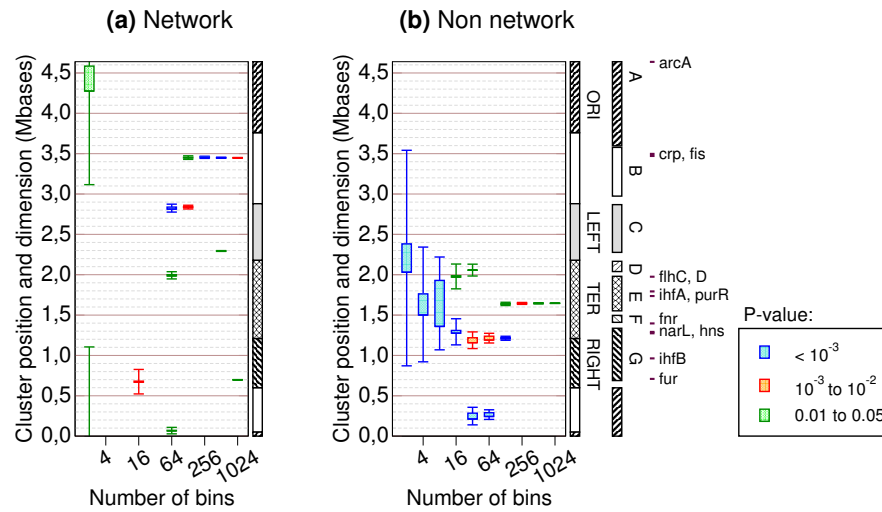 (a) Network
(b) Non network
Cluster position and dimension (Mbases)
4,5
4,0
3,5
3,0
2,5
2,0
1,5
1,0
0,5
0,0
4
16
64
256
1024
Number of bins
Cluster position and dimension (Mbases)
4,5
4,0
3,5
3,0
2,5
2,0
1,5
1,0
0,5
0,0
4
16
64
256
1024
Number of bins
ORI
LEFT
TER
RIGHT
A
B
C
D
E
F
G
arcA
crp, fis
flhC, D
ihfA, purR
fnr
narL, hns
ihfB
fur
P-value:
< 10⁻³
10⁻³ to 10⁻²
0.01 to 0.05